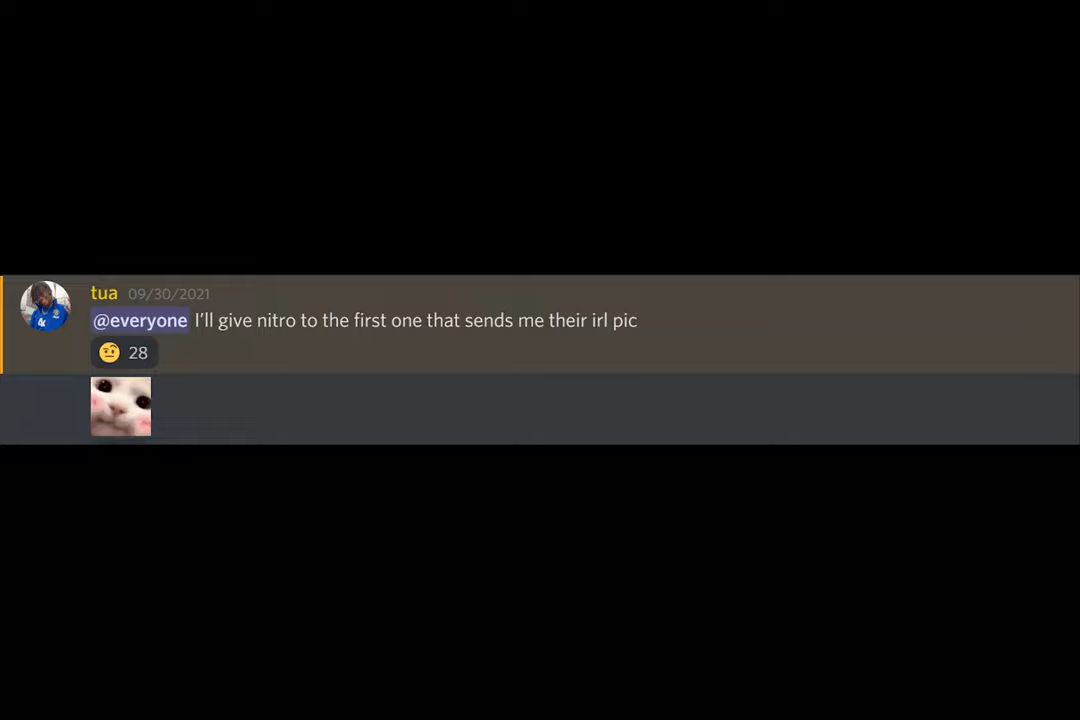 tua 09/30/2021
@everyone I'll give nitro to the first one that sends me their irl pic
28